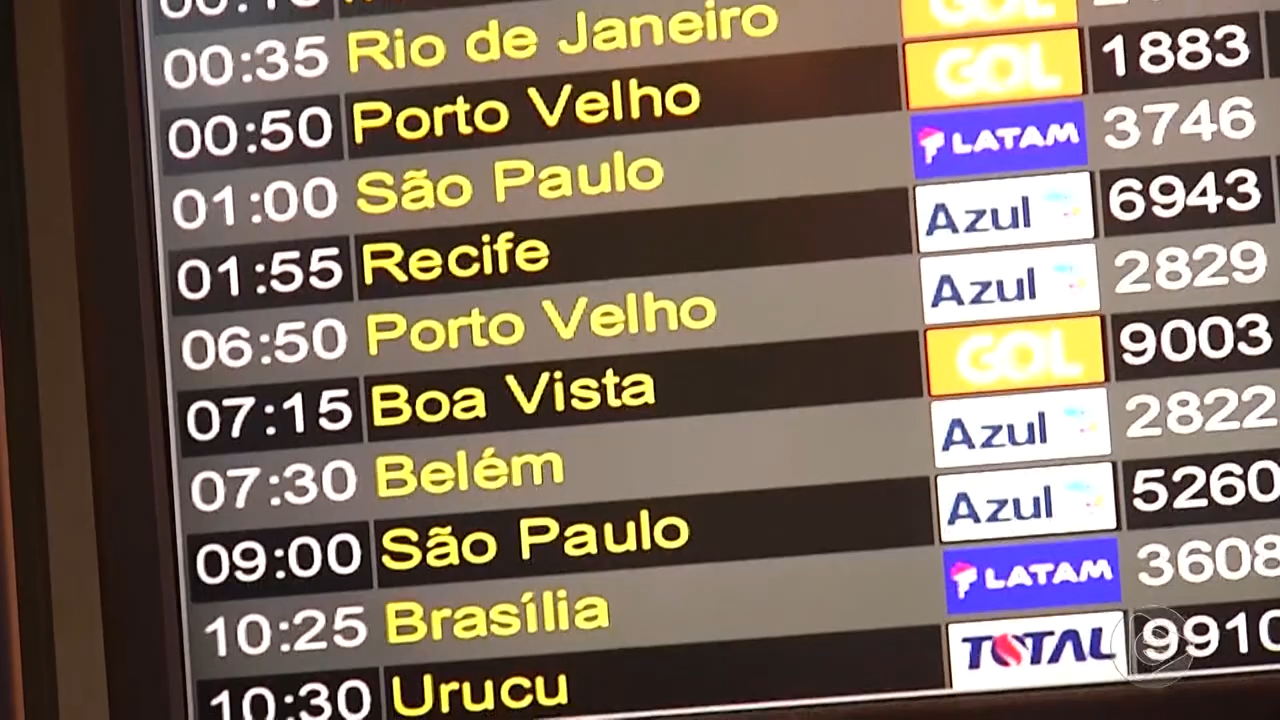 00:35 Rio de Janeiro GOL
00:50 Porto Velho GOL 1883
01:00 São Paulo LATAM 3746
01:55 Recife Azul 6943
06:50 Porto Velho Azul 2829
07:15 Boa Vista GOL 9003
07:30 Belém Azul 2822
09:00 São Paulo Azul 5260
10:25 Brasília LATAM 3608
10:30 Urucu TOTAL 9910